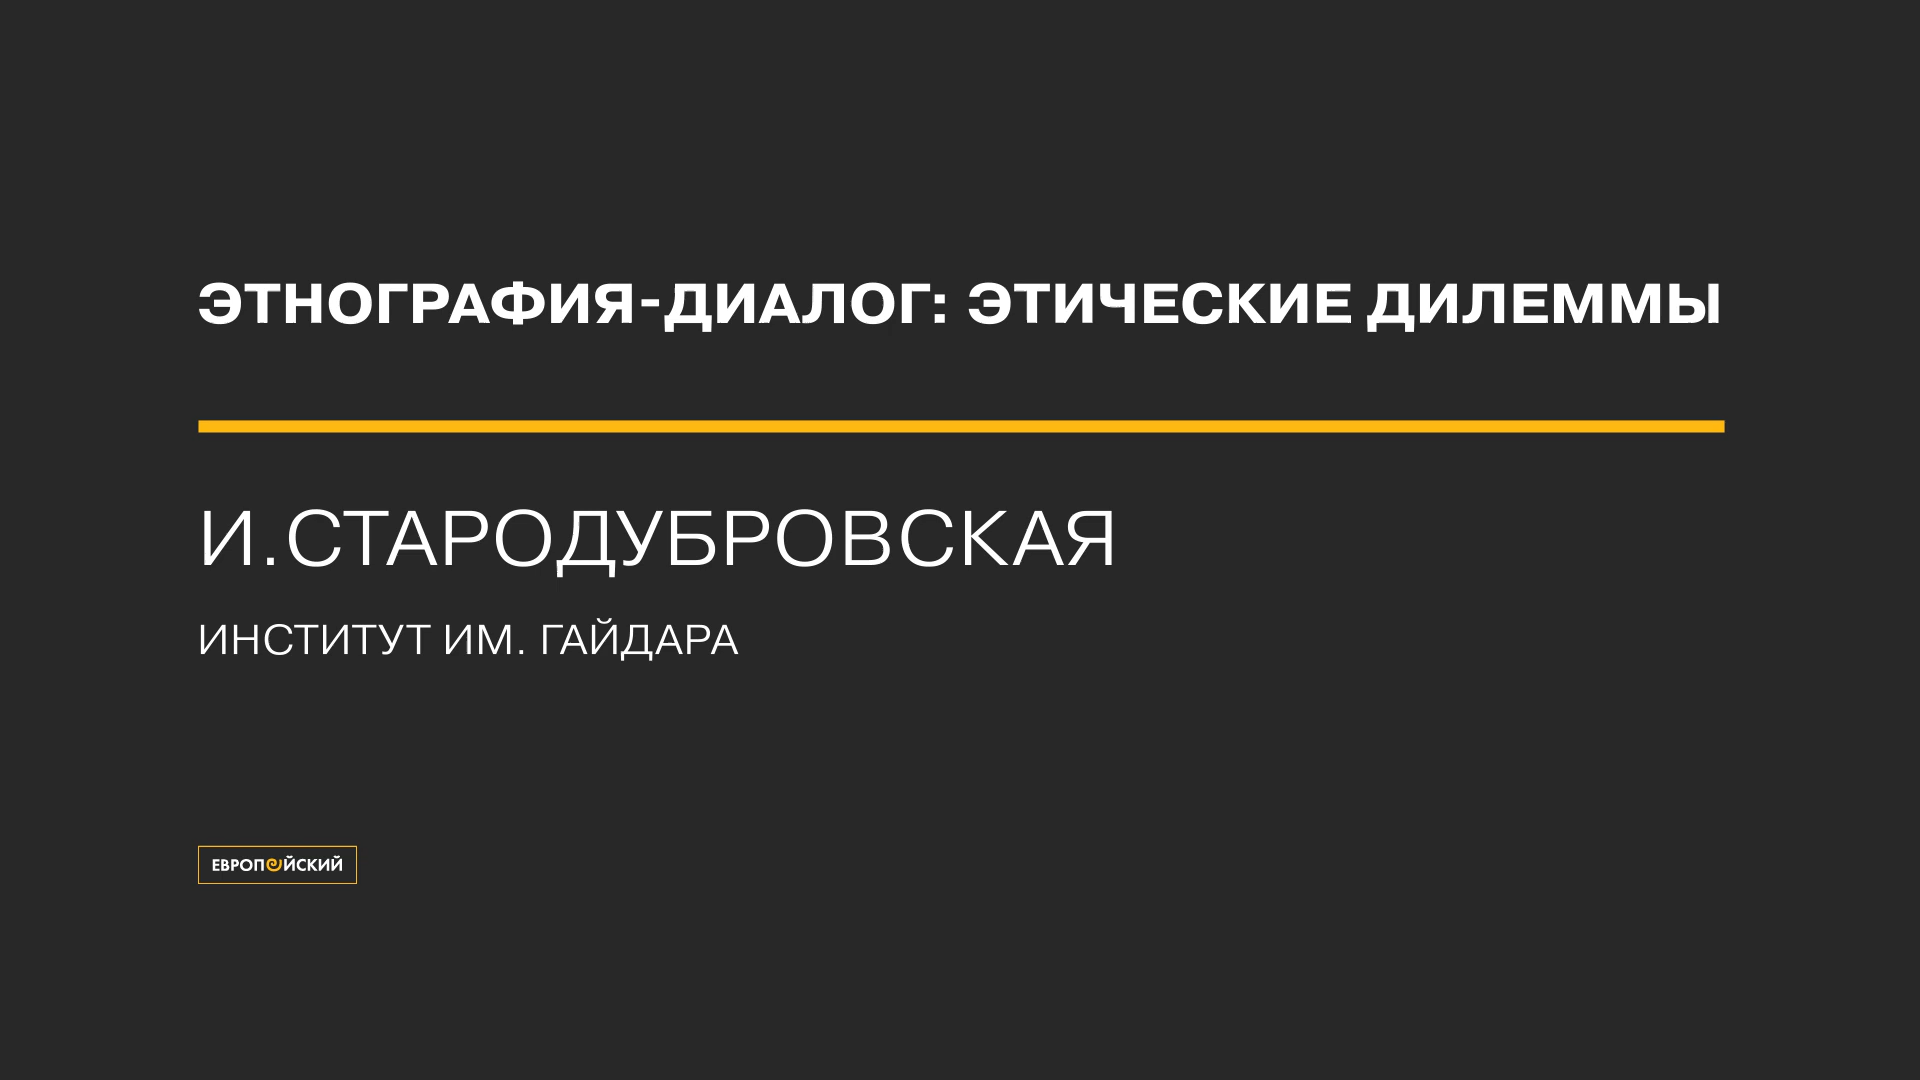 ЭТНОГРАФИЯ-ДИАЛОГ: ЭТИЧЕСКИЕ ДИЛЕММЫ
И.СТАРОДУБРОВСКАЯ
ИНСТИТУТ ИМ. ГАЙДАРА
ЕВРОПЕЙСКИЙ